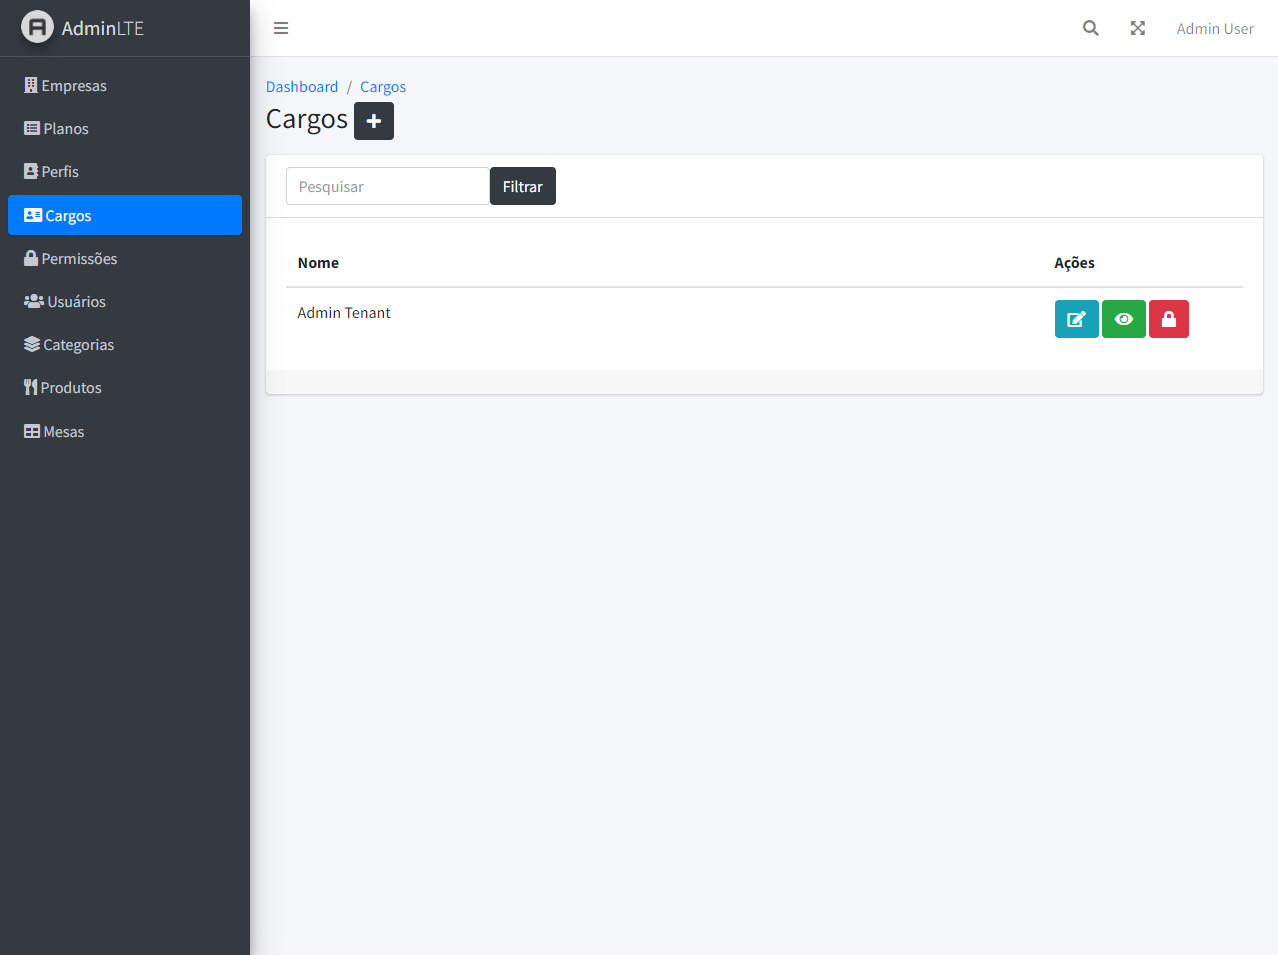 AdminLTE
Empresas
Planos
Perfis
Cargos
Permissões
Usuários
Categorias
Produtos
Mesas
Admin User
Dashboard / Cargos
Cargos
Pesquisar
Filtrar
Nome
Ações
Admin Tenant